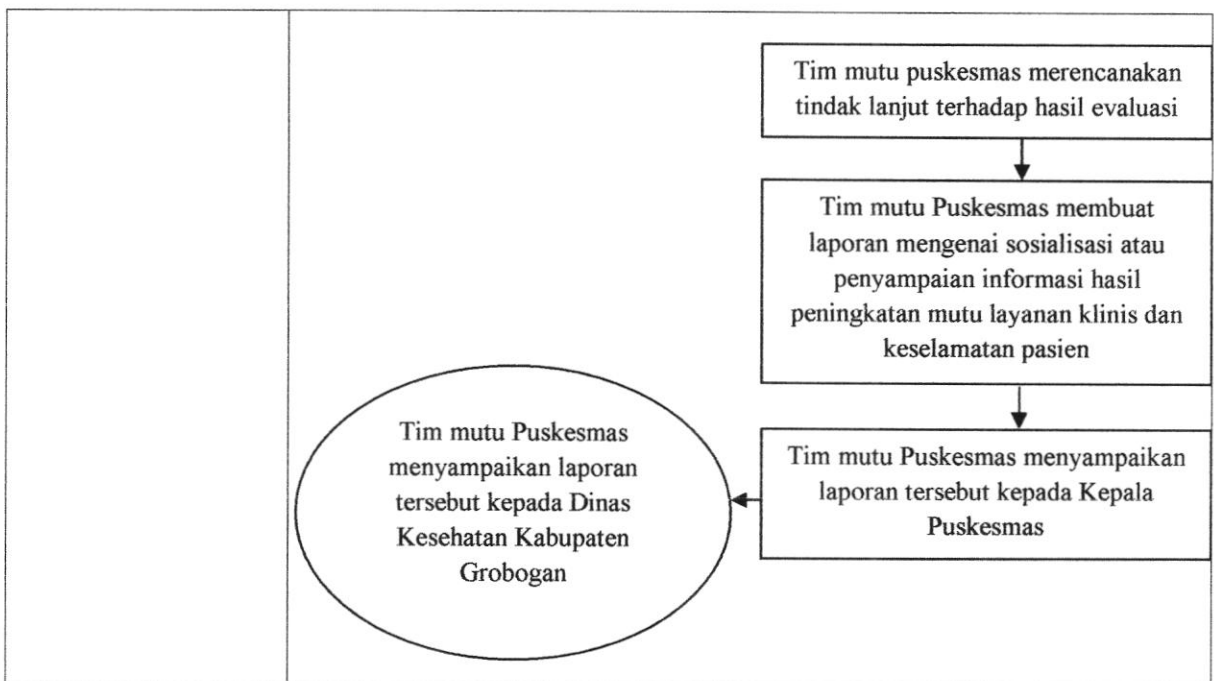 Tim mutu puskesmas merencanakan
tindak lanjut terhadap hasil evaluasi
Tim mutu Puskesmas membuat
laporan mengenai sosialisasi atau
penyampaian informasi hasil
peningkatan mutu layanan klinis dan
keselamatan pasien
Tim mutu Puskesmas menyampaikan
laporan tersebut kepada Kepala
Puskesmas
Tim mutu Puskesmas
menyampaikan laporan
tersebut kepada Dinas
Kesehatan Kabupaten
Grobogan